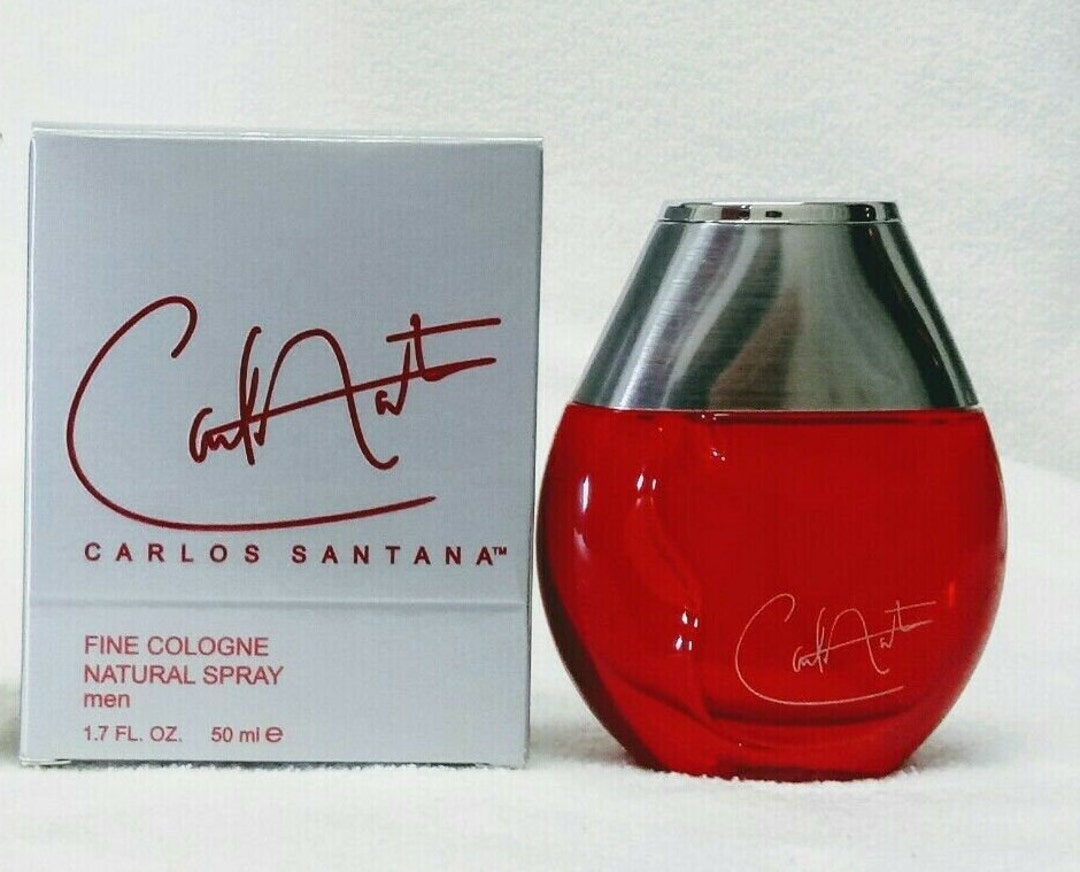 CARLOS SANTANA™
FINE COLOGNE
NATURAL SPRAY
men
1.7 FL. OZ. 50 ml ℮